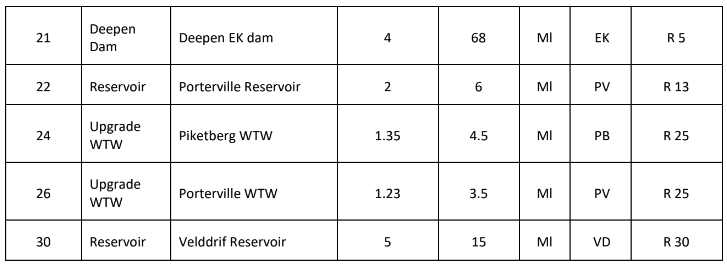 21 Deepen Dam Deepen EK dam 4 68 Ml EK R 5
22 Reservoir Porterville Reservoir 2 6 Ml PV R 13
24 Upgrade WTW Piketberg WTW 1.35 4.5 Ml PB R 25
26 Upgrade WTW Porterville WTW 1.23 3.5 Ml PV R 25
30 Reservoir Velddrif Reservoir 5 15 Ml VD R 30